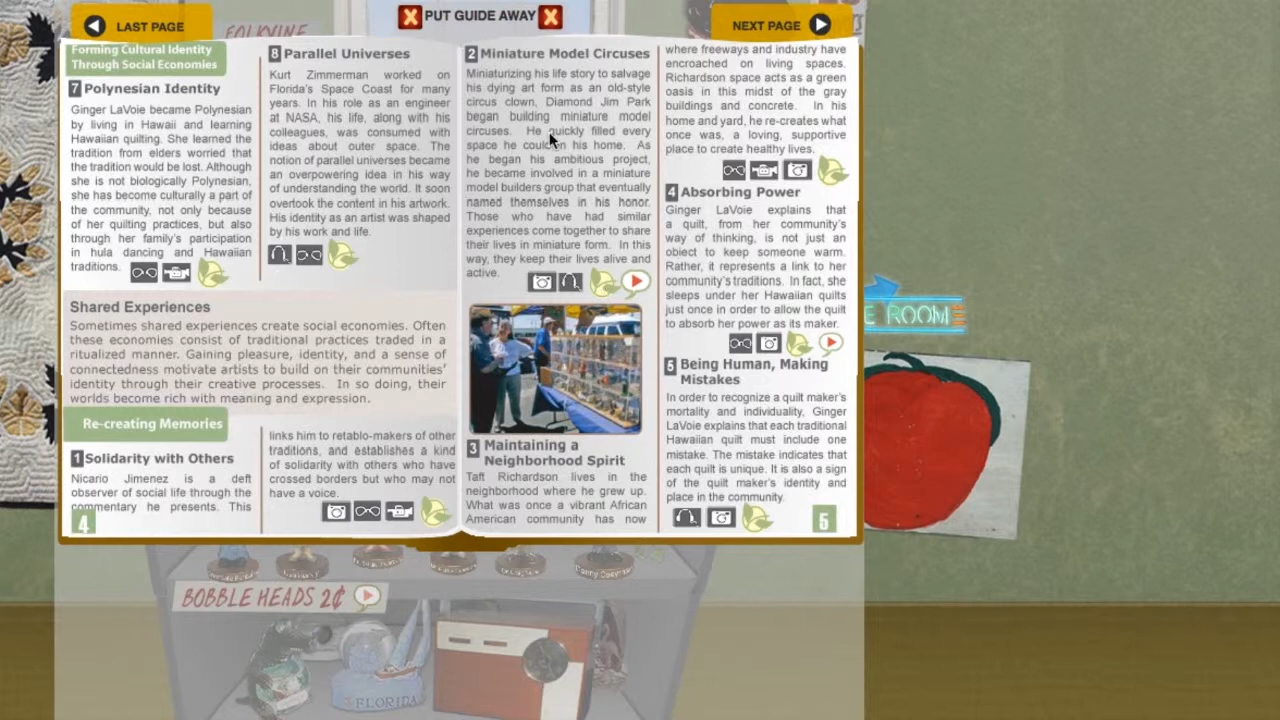 LAST PAGE
PUT GUIDE AWAY
NEXT PAGE
Forming Cultural Identity
Through Social Economies
7 Polynesian Identity
Ginger LaVoie became Polynesian
by living in Hawaii and learning
Hawaiian quilting. She learned the
tradition from elders worried that
the tradition would be lost. Although
she is not biologically Polynesian,
she has become culturally a part of
the community, not only because
of her quilting practices, but also
through her family's participation
in hula dancing and Hawaiian
traditions.
8 Parallel Universes
Kurt Zimmerman worked on
Florida's Space Coast for many
years. In his role as an engineer
at NASA, his life, along with his
colleagues, was consumed with
ideas about outer space. The
notion of parallel universes became
an overpowering idea in his way
of understanding the world. It soon
overtook the content in his artwork.
His identity as an artist was shaped
by his work and life.
Shared Experiences
Sometimes shared experiences create social economies. Often
these economies consist of traditional practices traded in a
ritualized manner. Gaining pleasure, identity, and a sense of
connectedness motivate artists to build on their communities'
identity through their creative processes. In so doing, their
worlds become rich with meaning and expression.
Re-creating Memories
1 Solidarity with Others
Nicario Jimenez is a deft
observer of social life through the
commentary he presents. This
links him to retablo-makers of other
traditions, and establishes a kind
of solidarity with others who have
crossed borders but who may not
have a voice.
4
2 Miniature Model Circuses
Miniaturizing his life story to salvage
his dying art form as an old-style
circus clown, Diamond Jim Park
began building miniature model
circuses. He quickly filled every
space he could in his home. As
he began his ambitious project,
he became involved in a miniature
model builders group that eventually
named themselves in his honor.
Those who have had similar
experiences come together to share
their lives in miniature form. In this
way, they keep their lives alive and
active.
3 Maintaining a
Neighborhood Spirit
Taft Richardson lives in the
neighborhood where he grew up.
What was once a vibrant African
American community has now
where freeways and industry have
encroached on living spaces.
Richardson space acts as a green
oasis in this midst of the gray
buildings and concrete. In his
home and yard, he re-creates what
once was, a loving, supportive
place to create healthy lives.
4 Absorbing Power
Ginger LaVoie explains that
a quilt, from her community's
way of thinking, is not just an
object to keep someone warm.
Rather, it represents a link to her
community's traditions. In fact, she
sleeps under her Hawaiian quilts
just once in order to allow the quilt
to absorb her power as its maker.
5 Being Human, Making
Mistakes
In order to recognize a quilt maker's
mortality and individuality, Ginger
LaVoie explains that each traditional
Hawaiian quilt must include one
mistake. The mistake indicates that
each quilt is unique. It is also a sign
of the quilt maker's identity and
place in the community.
5
E ROOM
BOBBLE HEADS 2¢
FLORIDA